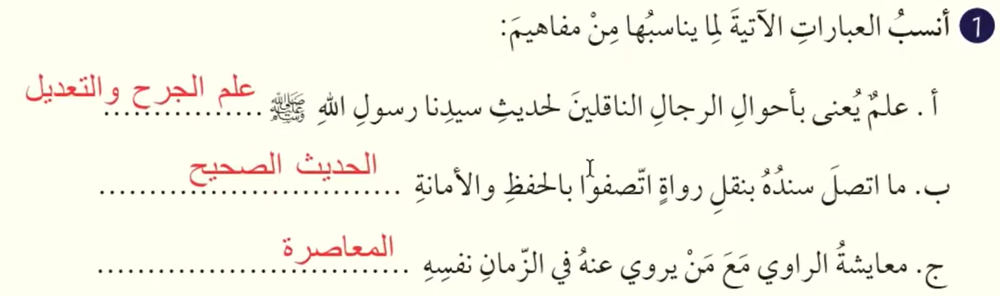 1 أنسبُ العباراتِ الآتيةَ لِما يناسبُها مِنْ مفاهيمَ:
أ . علمٌ يُعنى بأحوالِ الرجالِ الناقلينَ لحديثِ سيدِنا رسولِ اللهِ ﷺ ................ علم الجرح والتعديل
ب. ما اتصلَ سندُهُ بنقلِ رواةٍ اتّصفوا بالحفظِ والأمانةِ .............................. الحديث الصحيح
ج. معايشةُ الراوي مَعَ مَنْ يروي عنهُ في الزّمانِ نفسِهِ .............................. المعاصرة